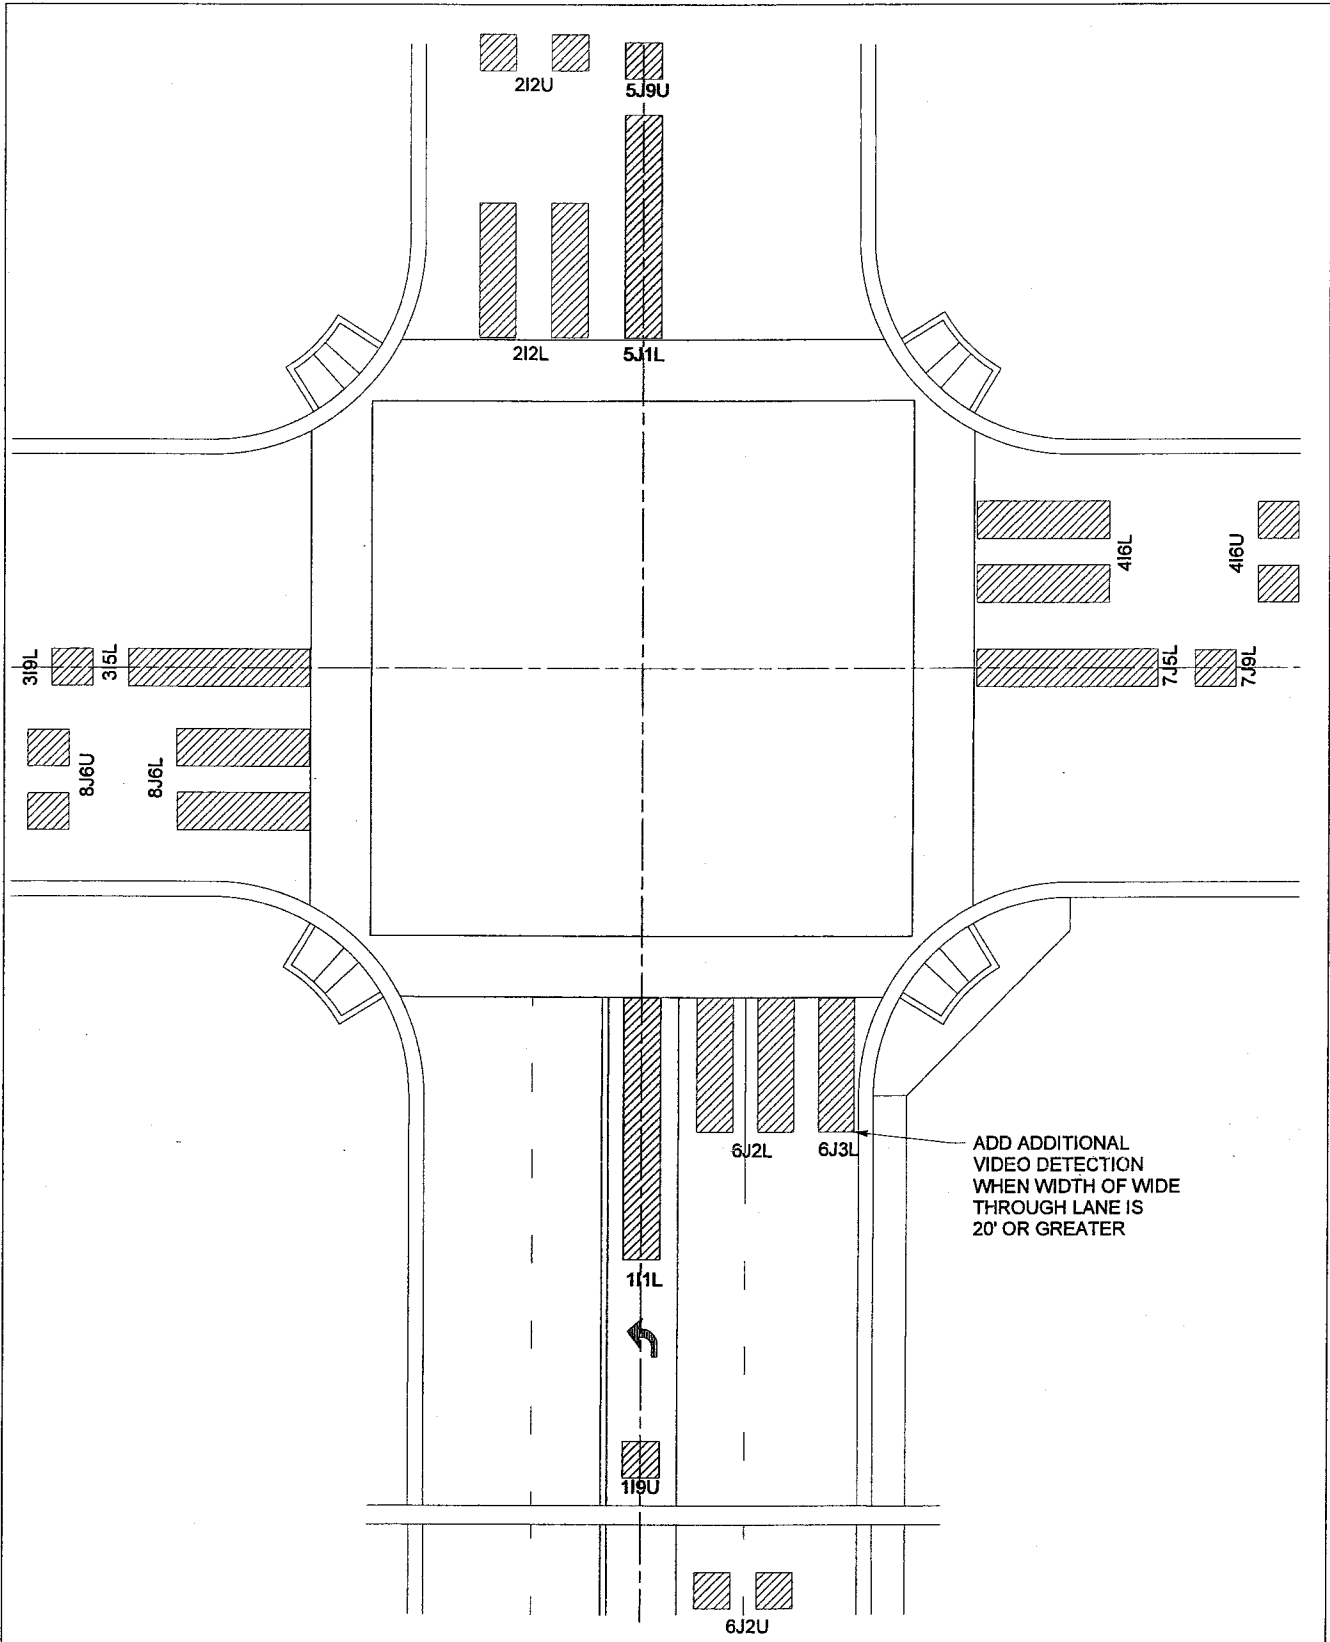 2I2U
5J9U
2I2L
5J1L
4I6L
4I6U
3I9L
3I5L
7J5L
7J9L
8J6U
8J6L
6J2L
6J3L
ADD ADDITIONAL
VIDEO DETECTION
WHEN WIDTH OF WIDE
THROUGH LANE IS
20' OR GREATER
1I1L
1I9U
6J2U